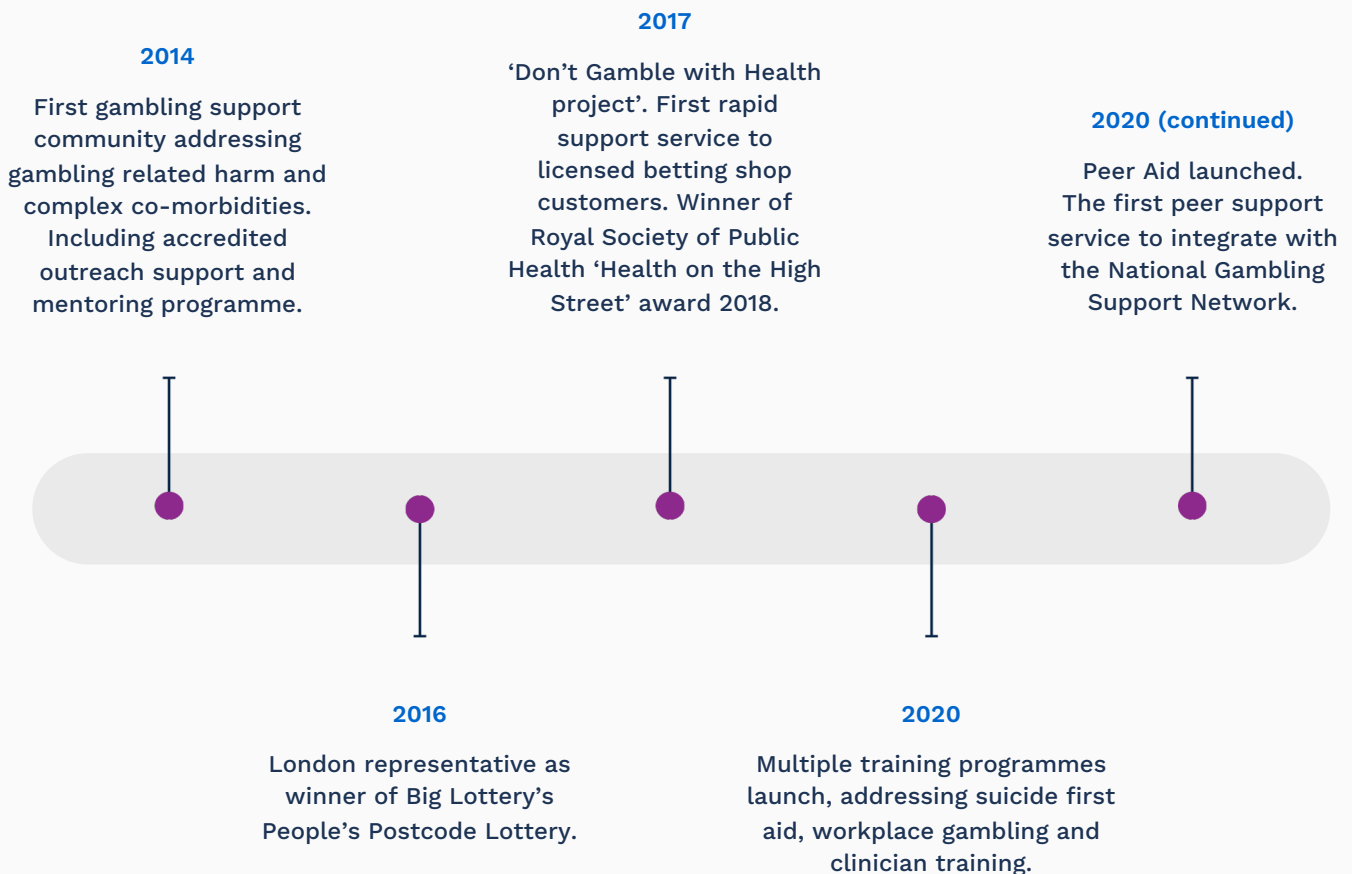 2014
First gambling support
community addressing
gambling related harm and
complex co-morbidities.
Including accredited
outreach support and
mentoring programme.
2016
London representative as
winner of Big Lottery’s
People’s Postcode Lottery.
2017
‘Don’t Gamble with Health
project’. First rapid
support service to
licensed betting shop
customers. Winner of
Royal Society of Public
Health ‘Health on the High
Street’ award 2018.
2020
Multiple training programmes
launch, addressing suicide first
aid, workplace gambling and
clinician training.
2020 (continued)
Peer Aid launched.
The first peer support
service to integrate with
the National Gambling
Support Network.